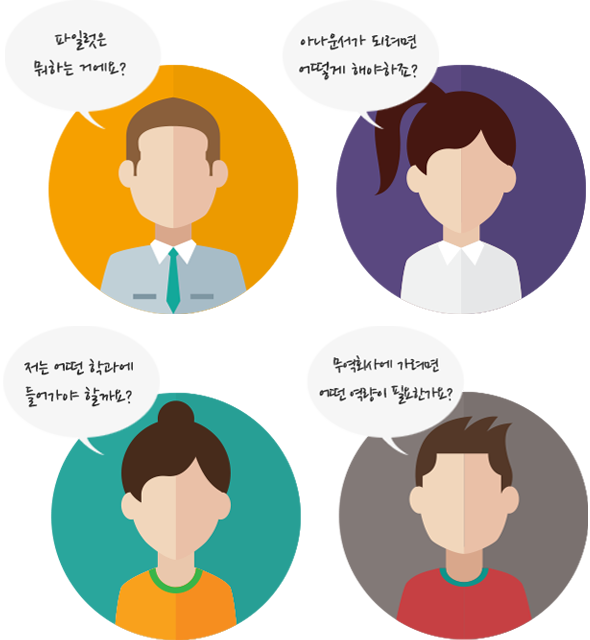 파일럿은
뭐하는 거에요?
아나운서가 되려면
어떻게 해야하죠?
저는 어떤 학과에
들어가야 할까요?
무역회사에 가려면
어떤 역량이 필요한가요?